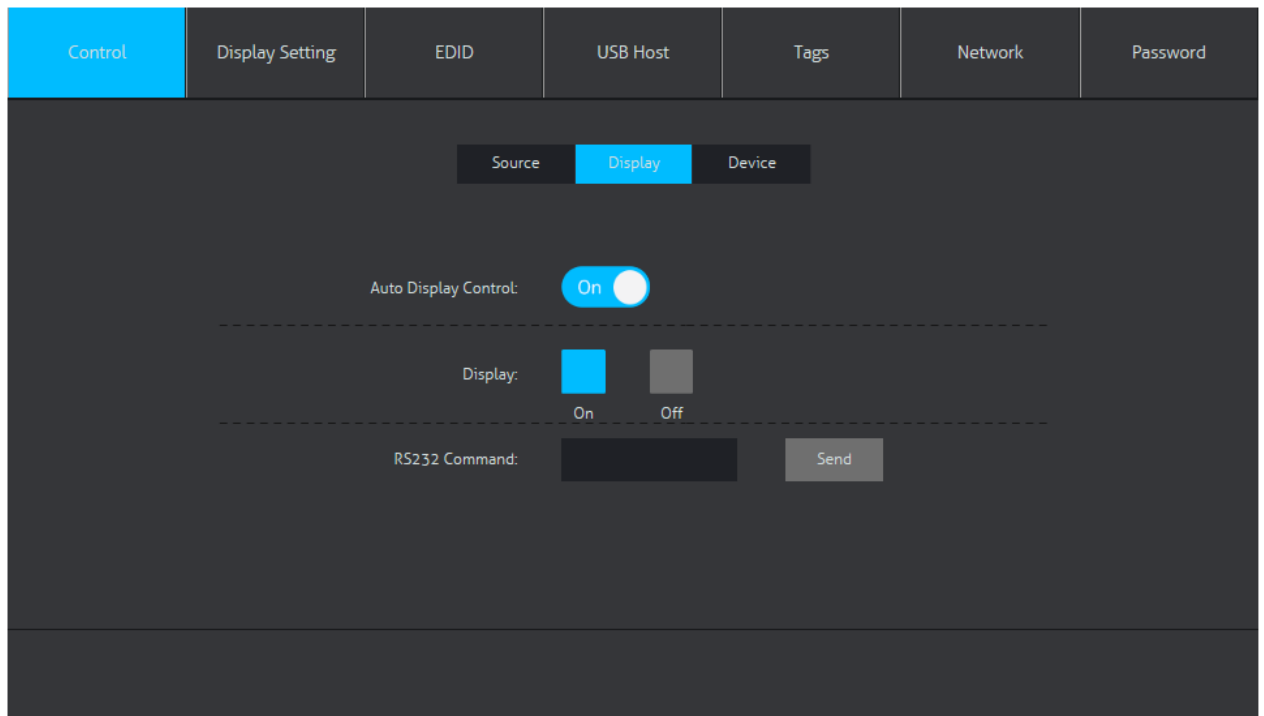 Control Display Setting EDID USB Host Tags Network Password
Source Display Device
Auto Display Control: On
Display:
On Off
RS232 Command: Send